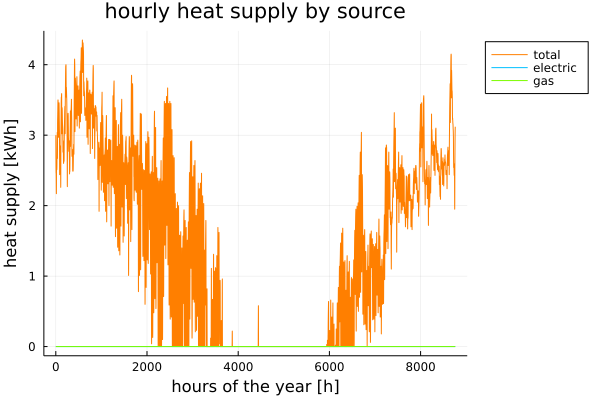 hourly heat supply by source
heat supply [kWh]
4
3
2
1
0
0 2000 4000 6000 8000
hours of the year [h]
total
electric
gas